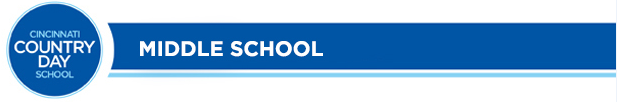 CINCINNATI
COUNTRY
DAY
SCHOOL
MIDDLE SCHOOL